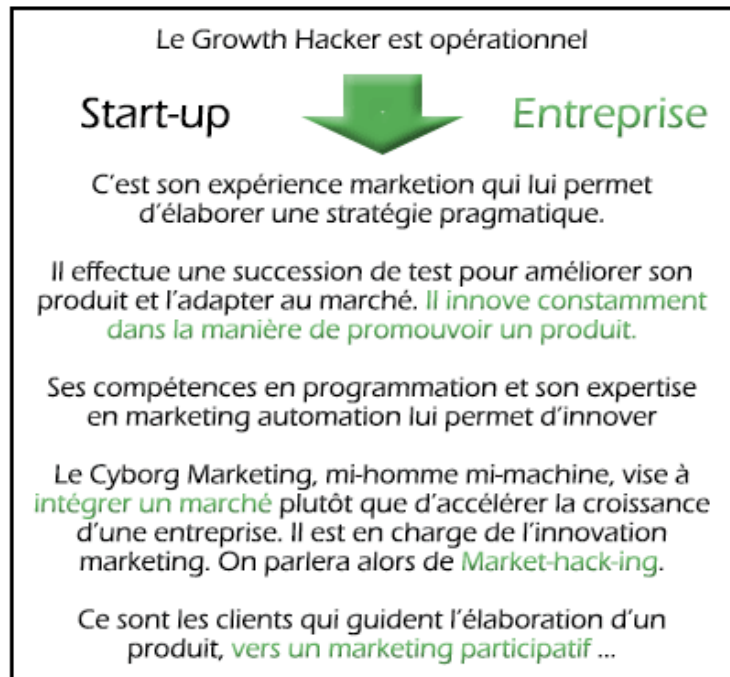 Le Growth Hacker est opérationnel
Start-up Entreprise
C'est son expérience marketion qui lui permet
d'élaborer une stratégie pragmatique.
Il effectue une succession de test pour améliorer son
produit et l'adapter au marché. Il innove constamment
dans la manière de promouvoir un produit.
Ses compétences en programmation et son expertise
en marketing automation lui permet d'innover
Le Cyborg Marketing, mi-homme mi-machine, vise à
intégrer un marché plutôt que d'accélérer la croissance
d'une entreprise. Il est en charge de l'innovation
marketing. On parlera alors de Market-hack-ing.
Ce sont les clients qui guident l'élaboration d'un
produit, vers un marketing participatif ...